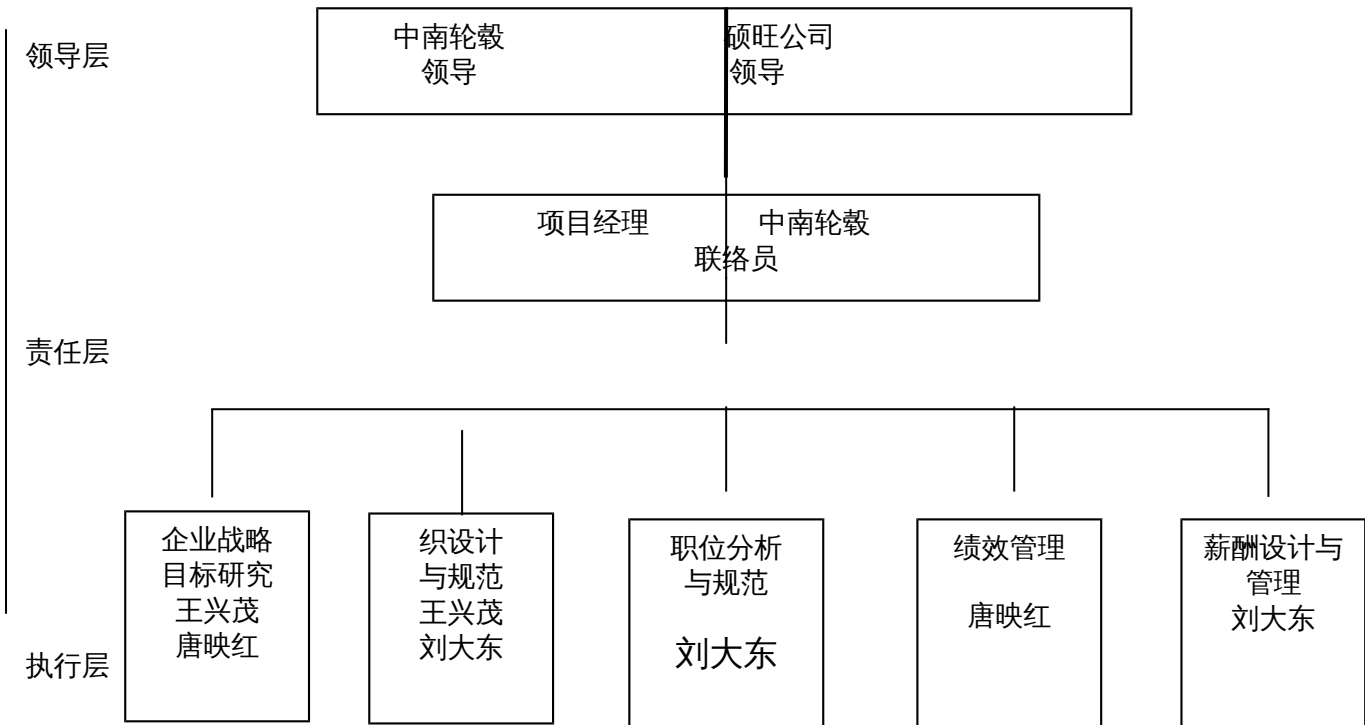 领导层
中南轮毂 硕旺公司
领导 领导
项目经理 中南轮毂
联络员
责任层
企业战略
目标研究
王兴茂
唐映红
织设计
与规范
王兴茂
刘大东
职位分析
与规范
刘大东
绩效管理
唐映红
薪酬设计与
管理
刘大东
执行层